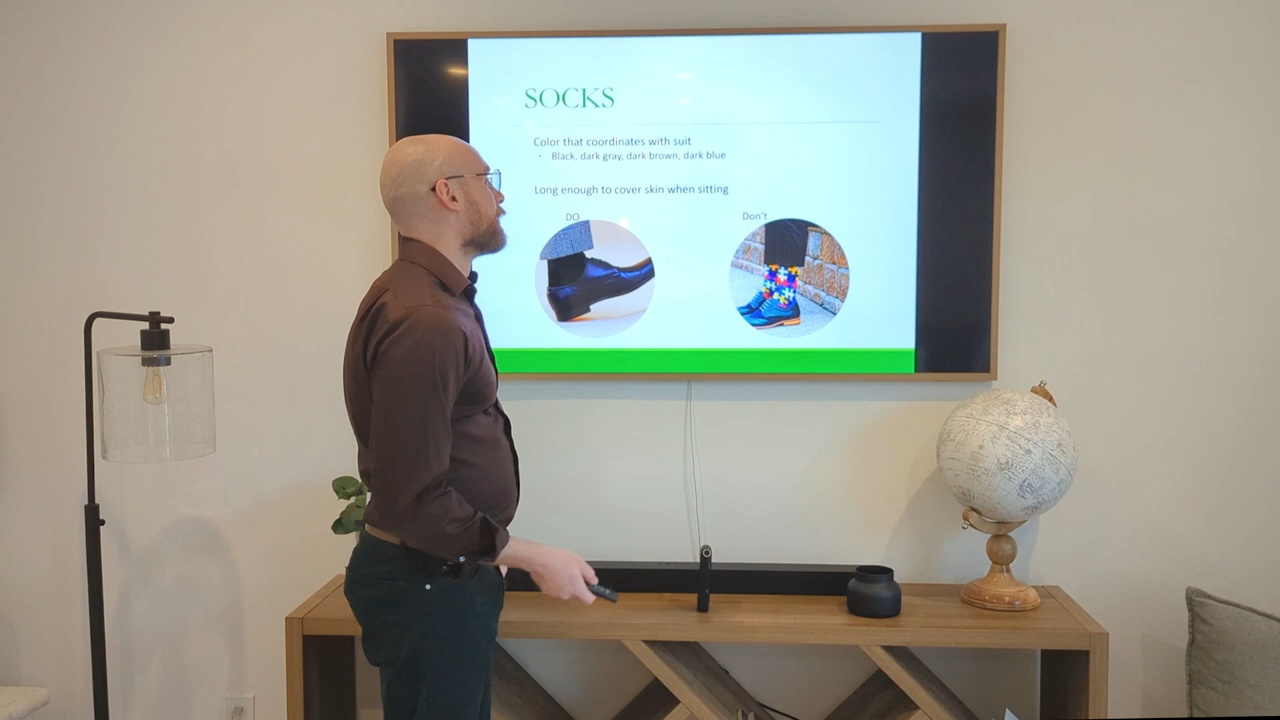 SOCKS
Color that coordinates with suit
• Black, dark gray, dark brown, dark blue
Long enough to cover skin when sitting
DO
Don't